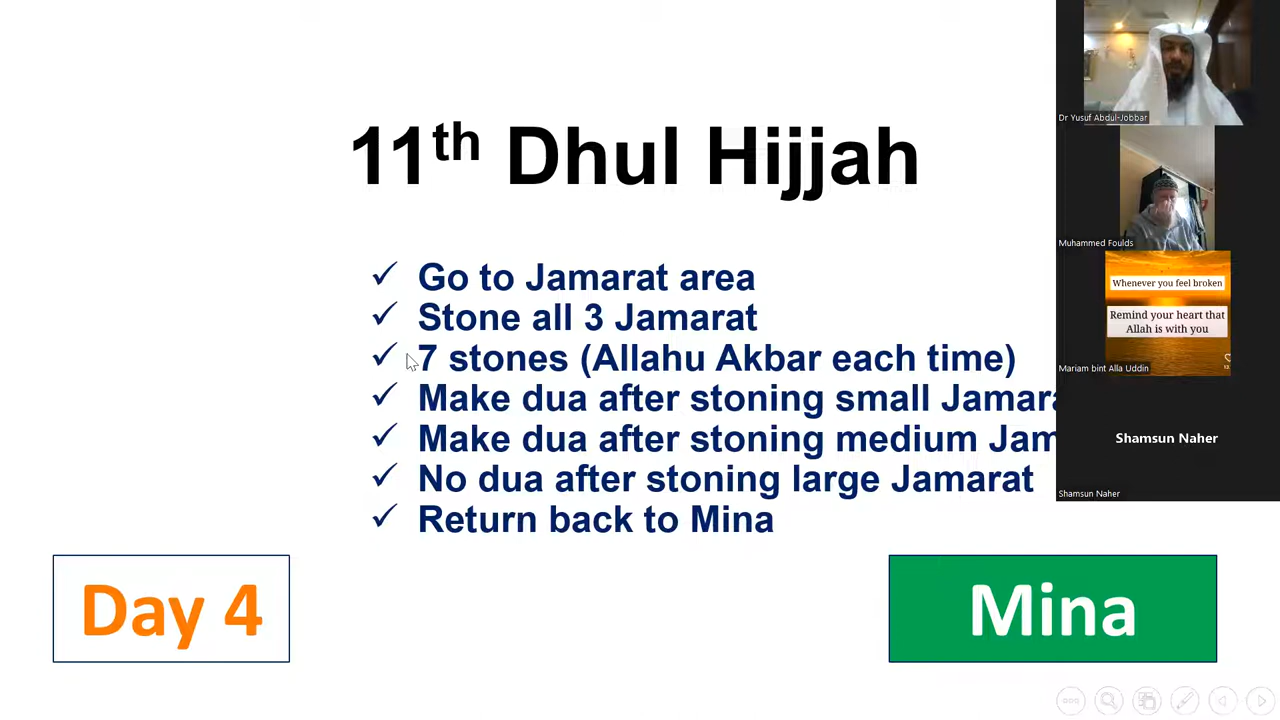 11th Dhul Hijjah
✓ Go to Jamarat area
✓ Stone all 3 Jamarat
✓ 7 stones (Allahu Akbar each time)
✓ Make dua after stoning small Jamara
✓ Make dua after stoning medium Jam
✓ No dua after stoning large Jamarat
✓ Return back to Mina
Day 4
Mina
Dr Yusuf Abdul-Jobbar
Muhammed Foulds
Whenever you feel broken
Remind your heart that
Allah is with you
Mariam bint Alla Uddin
Shamsun Naher
Shamsun Naher